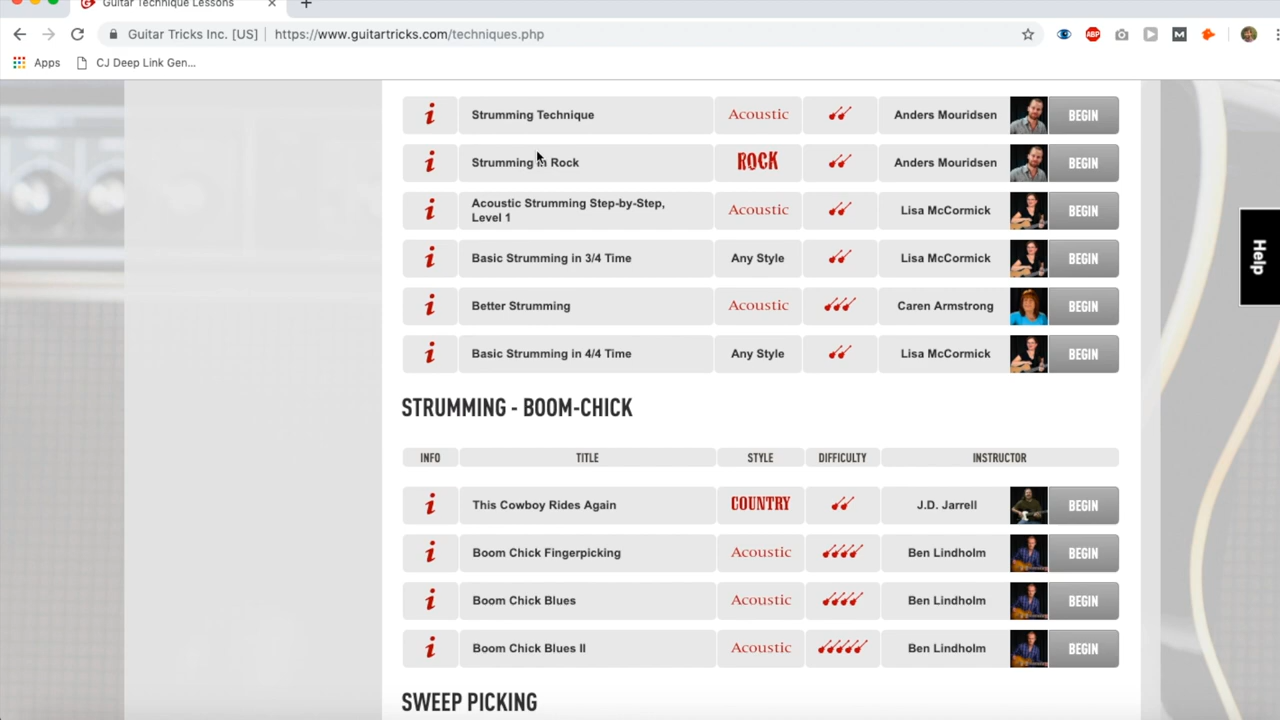 Guitar Technique Lessons
Guitar Tricks Inc. [US] | https://www.guitartricks.com/techniques.php
ABP
M
Apps
CJ Deep Link Gen...
i Strumming Technique Acoustic Anders Mouridsen BEGIN
i Strumming in Rock ROCK Anders Mouridsen BEGIN
i Acoustic Strumming Step-by-Step,
Level 1 Acoustic Lisa McCormick BEGIN
i Basic Strumming in 3/4 Time Any Style Lisa McCormick BEGIN
i Better Strumming Acoustic Caren Armstrong BEGIN
i Basic Strumming in 4/4 Time Any Style Lisa McCormick BEGIN
Help
STRUMMING - BOOM-CHICK
INFO TITLE STYLE DIFFICULTY INSTRUCTOR
i This Cowboy Rides Again COUNTRY J.D. Jarrell BEGIN
i Boom Chick Fingerpicking Acoustic Ben Lindholm BEGIN
i Boom Chick Blues Acoustic Ben Lindholm BEGIN
i Boom Chick Blues II Acoustic Ben Lindholm BEGIN
SWEEP PICKING